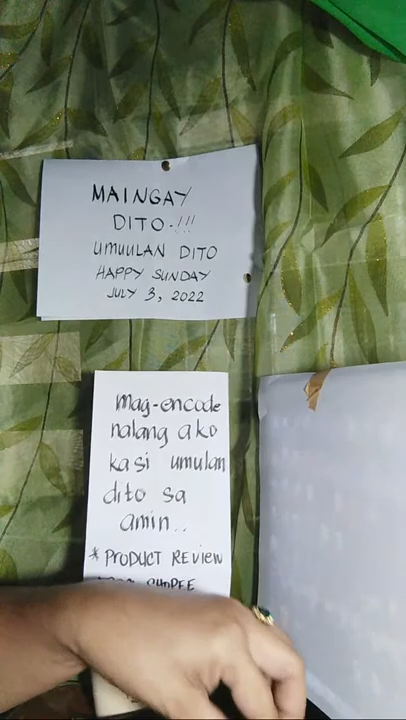 MAINGAY
DITO.!!!
UMUULAN DITO
HAPPY SUNDAY
JULY 3, 2022
mag-encode
nalang ako
kasi umulan
dito sa
amin..
* PRODUCT REVIEW
SHOPEE